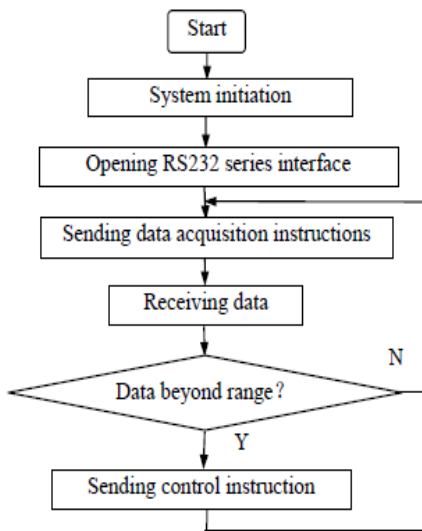 Start
System initiation
Opening RS232 series interface
Sending data acquisition instructions
Receiving data
Data beyond range?
N
Y
Sending control instruction